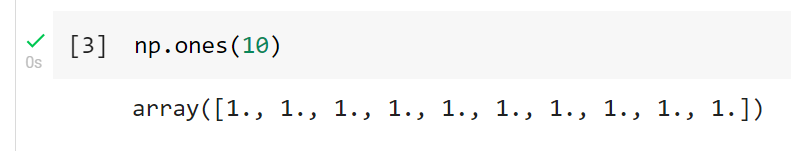 [3] np.ones(10)
0s
array([1., 1., 1., 1., 1., 1., 1., 1., 1., 1.])